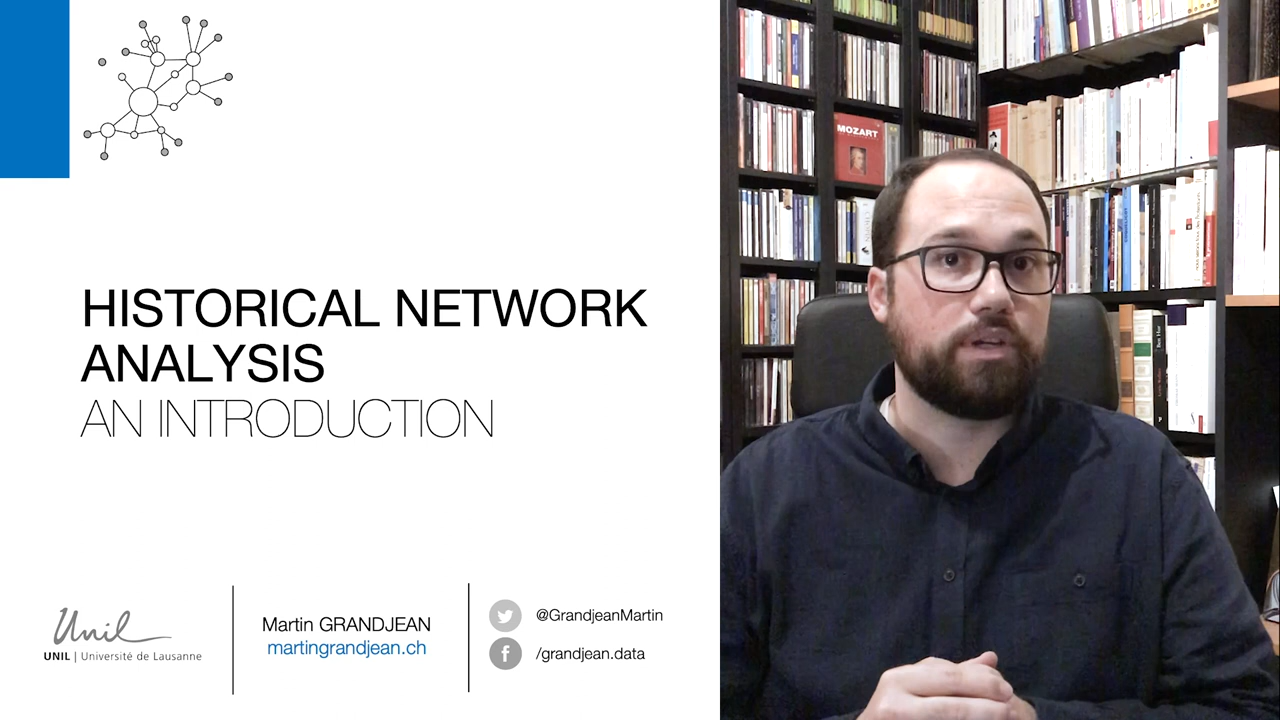 HISTORICAL NETWORK
ANALYSIS
AN INTRODUCTION
Unil
UNIL | Université de Lausanne
Martin GRANDJEAN
martingrandjean.ch
@GrandjeanMartin
/grandjean.data
MOZART